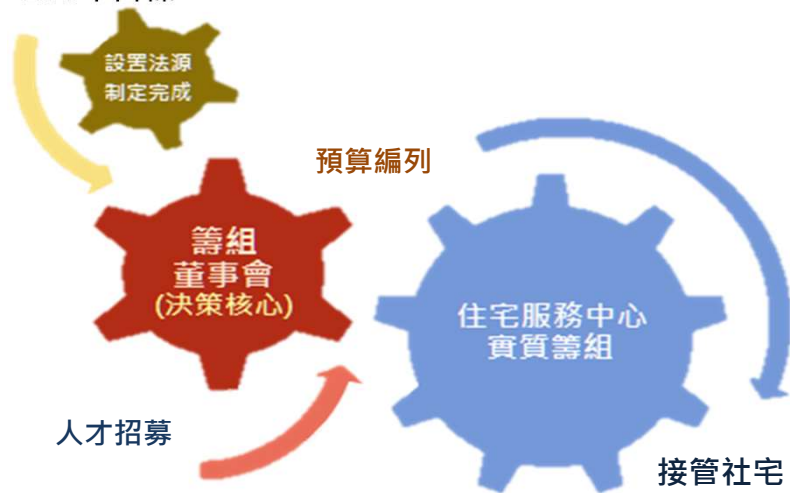 設置法源
制定完成
預算編列
籌組
董事會
(決策核心)
住宅服務中心
實質籌組
人才招募
接管社宅